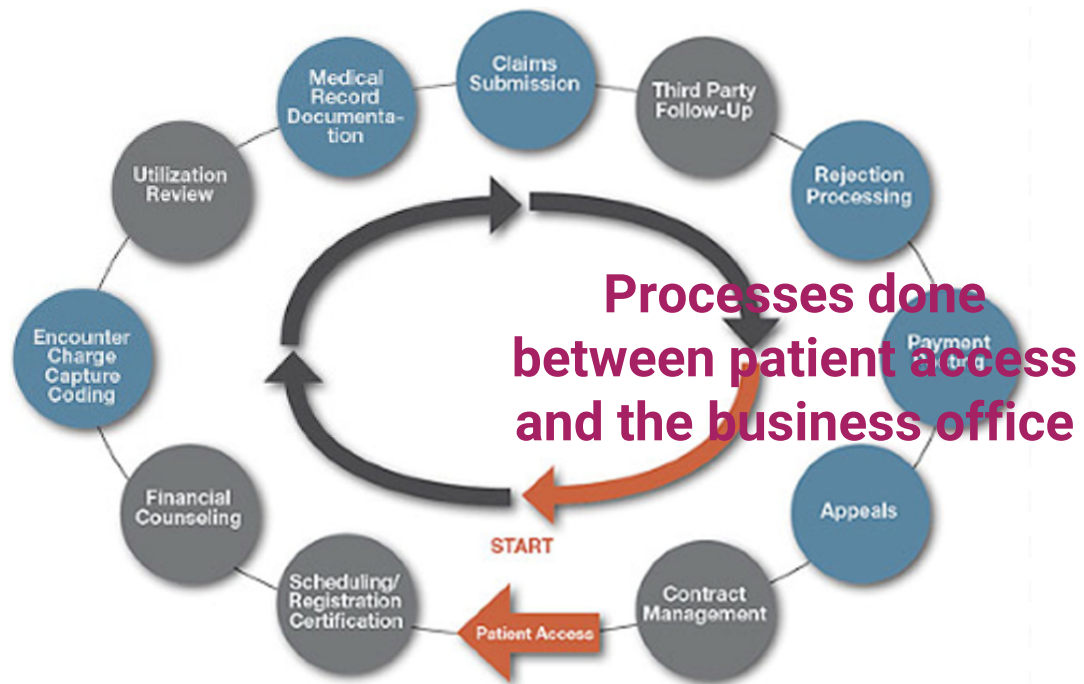 Claims
Submission
Medical
Record
Documenta-
tion
Third Party
Follow-Up
Utilization
Review
Rejection
Processing
Processes done
between patient access
and the business office
Encounter
Charge
Capture
Coding
Payment
Financial
Counseling
Appeals
START
Scheduling/
Registration
Certification
Patient Access
Contract
Management